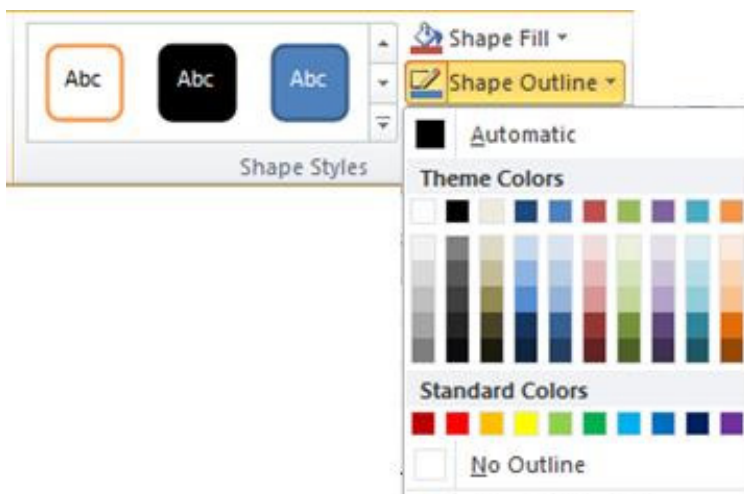 Abc Abc Abc
Shape Fill
Shape Outline
Shape Styles
Automatic
Theme Colors
Standard Colors
No Outline